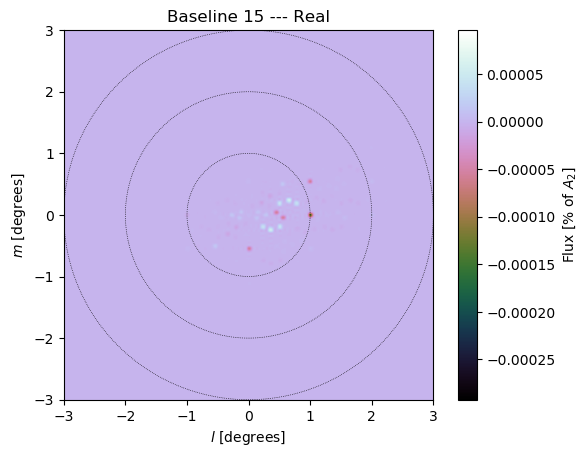 Baseline 15 --- Real
3
2
1
0
−1
−2
−3
m [degrees]
−3 −2 −1 0 1 2 3
l [degrees]
0.00005
0.00000
−0.00005
−0.00010
−0.00015
−0.00020
−0.00025
Flux [% of A2]